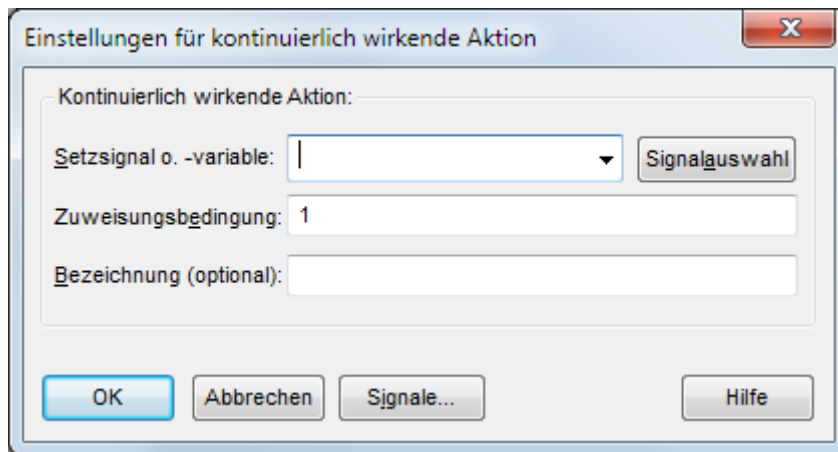 Einstellungen für kontinuierlich wirkende Aktion
Kontinuierlich wirkende Aktion:
Setzsignal o. -variable:
Signalauswahl
Zuweisungsbedingung: 1
Bezeichnung (optional):
OK Abbrechen Signale... Hilfe